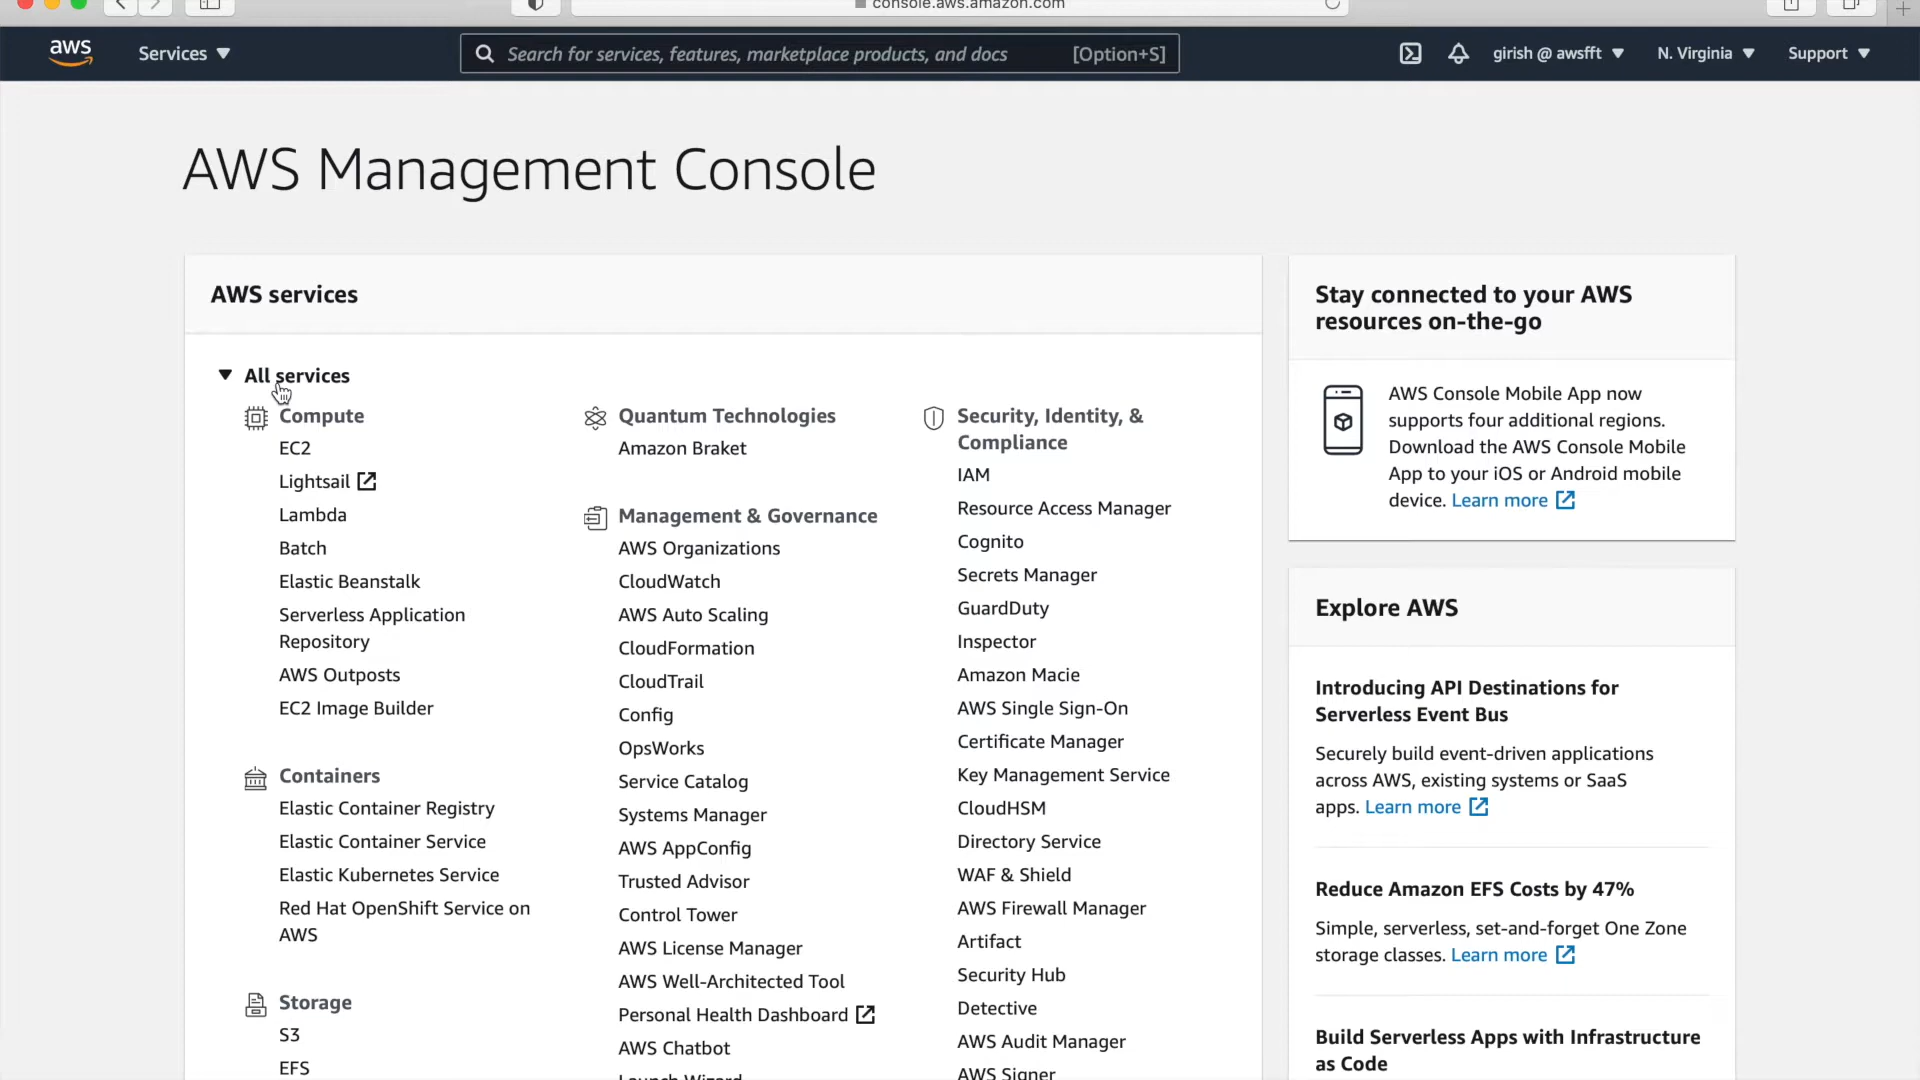 console.aws.amazon.com
aws
Services
Search for services, features, marketplace products, and docs
[Option+S]
girish @ awsfft
N. Virginia
Support
AWS Management Console
AWS services
All services
Compute
EC2
Lightsail
Lambda
Batch
Elastic Beanstalk
Serverless Application
Repository
AWS Outposts
EC2 Image Builder
Containers
Elastic Container Registry
Elastic Container Service
Elastic Kubernetes Service
Red Hat OpenShift Service on
AWS
Storage
S3
EFS
Quantum Technologies
Amazon Braket
Management & Governance
AWS Organizations
CloudWatch
AWS Auto Scaling
CloudFormation
CloudTrail
Config
OpsWorks
Service Catalog
Systems Manager
AWS AppConfig
Trusted Advisor
Control Tower
AWS License Manager
AWS Well-Architected Tool
Personal Health Dashboard
AWS Chatbot
Launch Wizard
Security, Identity, &
Compliance
IAM
Resource Access Manager
Cognito
Secrets Manager
GuardDuty
Inspector
Amazon Macie
AWS Single Sign-On
Certificate Manager
Key Management Service
CloudHSM
Directory Service
WAF & Shield
AWS Firewall Manager
Artifact
Security Hub
Detective
AWS Audit Manager
AWS Signer
Stay connected to your AWS
resources on-the-go
AWS Console Mobile App now
supports four additional regions.
Download the AWS Console Mobile
App to your iOS or Android mobile
device. Learn more
Explore AWS
Introducing API Destinations for
Serverless Event Bus
Securely build event-driven applications
across AWS, existing systems or SaaS
apps. Learn more
Reduce Amazon EFS Costs by 47%
Simple, serverless, set-and-forget One Zone
storage classes. Learn more
Build Serverless Apps with Infrastructure
as Code